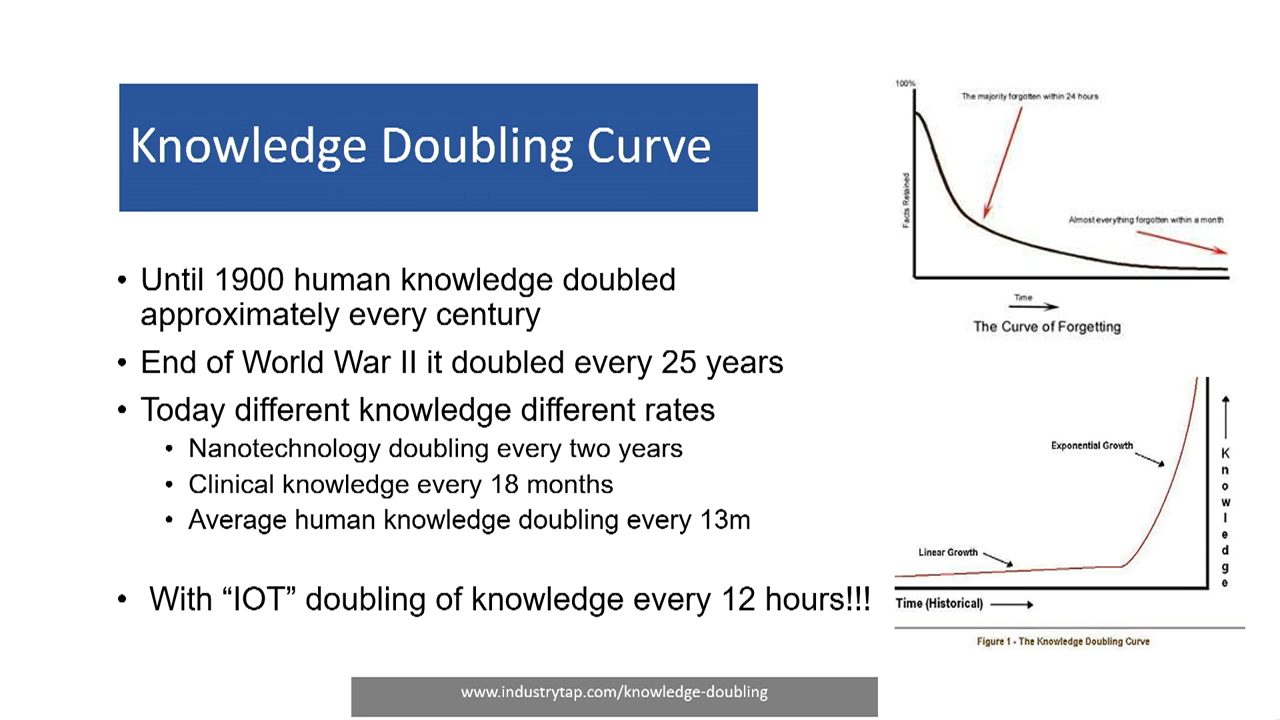 Knowledge Doubling Curve
• Until 1900 human knowledge doubled
approximately every century
• End of World War II it doubled every 25 years
• Today different knowledge different rates
• Nanotechnology doubling every two years
• Clinical knowledge every 18 months
• Average human knowledge doubling every 13m
• With “IOT” doubling of knowledge every 12 hours!!!
100%
The majority forgotten within 24 hours
Facts Retained
Almost everything forgotten within a month
Time
The Curve of Forgetting
Exponential Growth
Knowledge
Linear Growth
Time (Historical)
Figure 1 - The Knowledge Doubling Curve
www.industrytap.com/knowledge-doubling